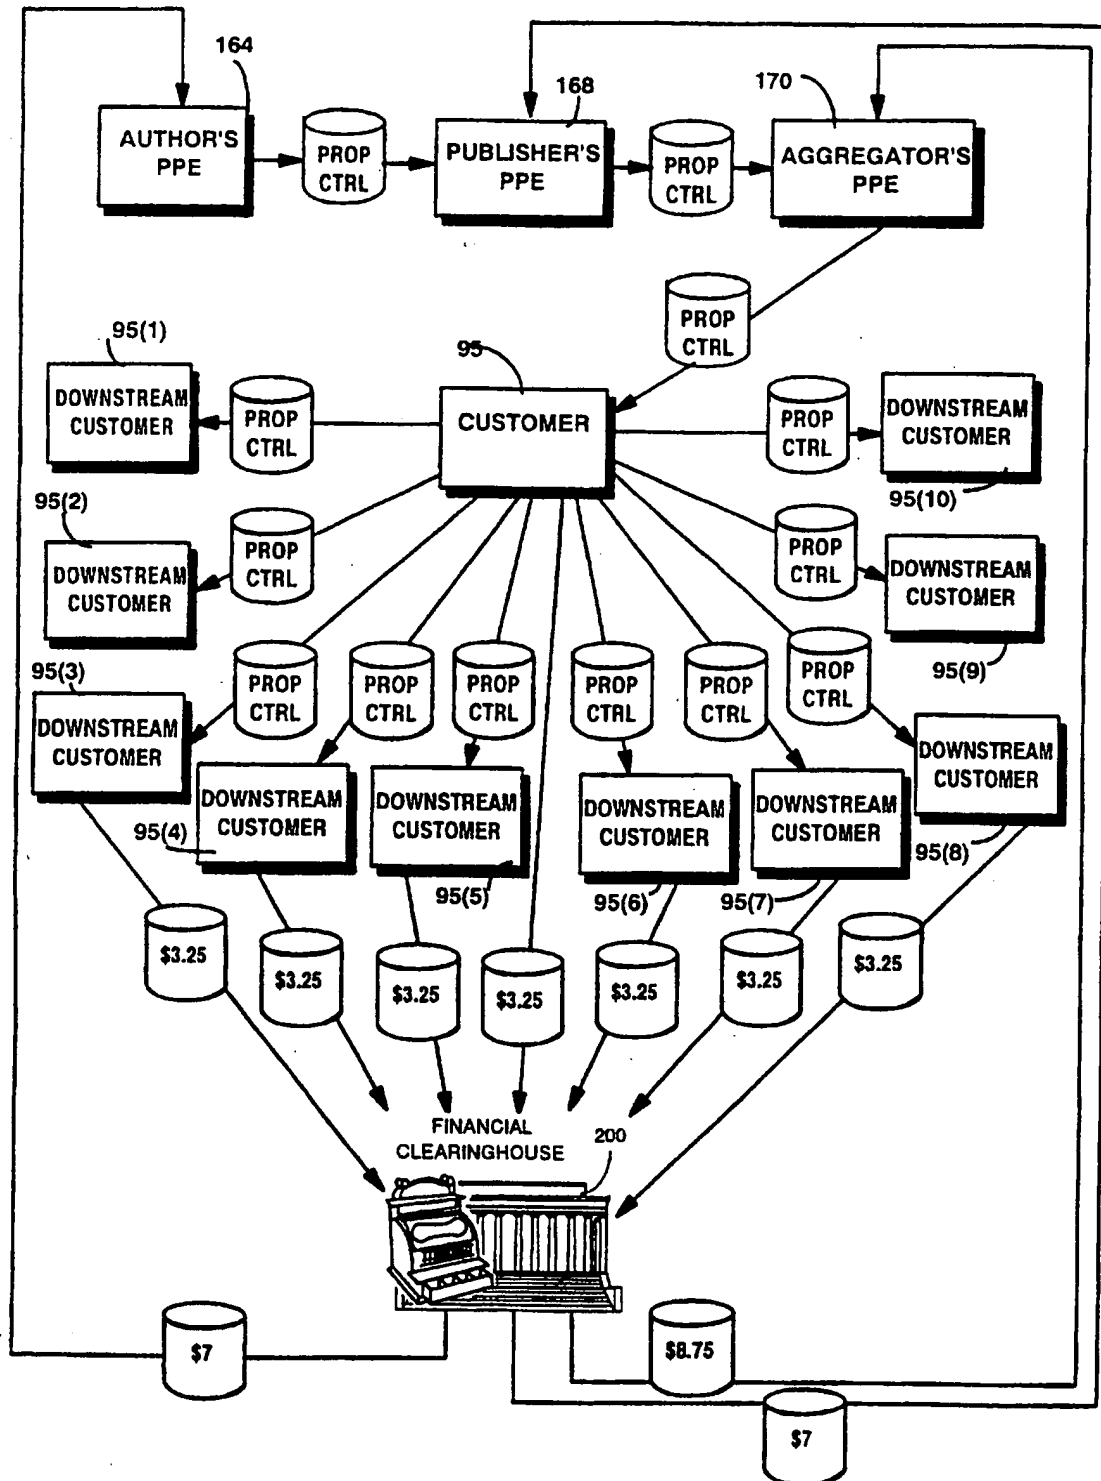 164
168
170
AUTHOR'S
PPE
PROP
CTRL
PUBLISHER'S
PPE
PROP
CTRL
AGGREGATOR'S
PPE
PROP
CTRL
95(1)
DOWNSTREAM
CUSTOMER
PROP
CTRL
95
CUSTOMER
PROP
CTRL
DOWNSTREAM
CUSTOMER
95(10)
95(2)
DOWNSTREAM
CUSTOMER
PROP
CTRL
PROP
CTRL
DOWNSTREAM
CUSTOMER
95(9)
95(3)
DOWNSTREAM
CUSTOMER
PROP
CTRL
PROP
CTRL
PROP
CTRL
PROP
CTRL
PROP
CTRL
PROP
CTRL
DOWNSTREAM
CUSTOMER
95(4)
DOWNSTREAM
CUSTOMER
95(5)
DOWNSTREAM
CUSTOMER
95(6)
DOWNSTREAM
CUSTOMER
95(7)
DOWNSTREAM
CUSTOMER
95(8)
$3.25
$3.25
$3.25
$3.25
$3.25
$3.25
$3.25
FINANCIAL
CLEARINGHOUSE
200
$7
$8.75
$7